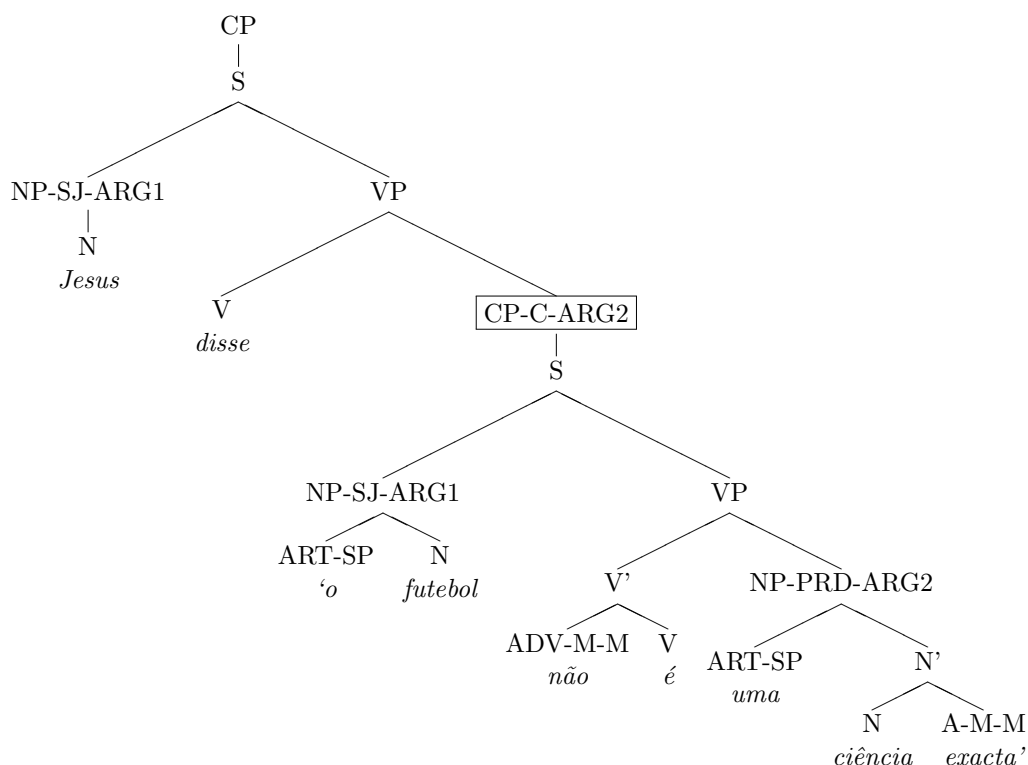 CP
S
NP-SJ-ARG1 VP
N
Jesus
V CP-C-ARG2
disse
S
NP-SJ-ARG1 VP
ART-SP N
‘o futebol
V’ NP-PRD-ARG2
ADV-M-M V ART-SP N’
não é uma
N A-M-M
ciência exacta’